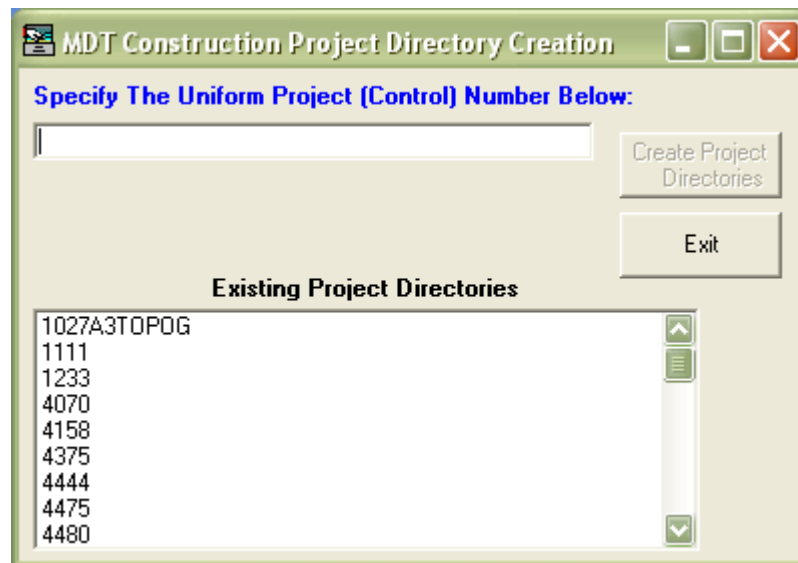 MDT Construction Project Directory Creation
Specify The Uniform Project (Control) Number Below:
Create Project
Directories
Exit
Existing Project Directories
1027A3TOPOG
1111
1233
4070
4158
4375
4444
4475
4480